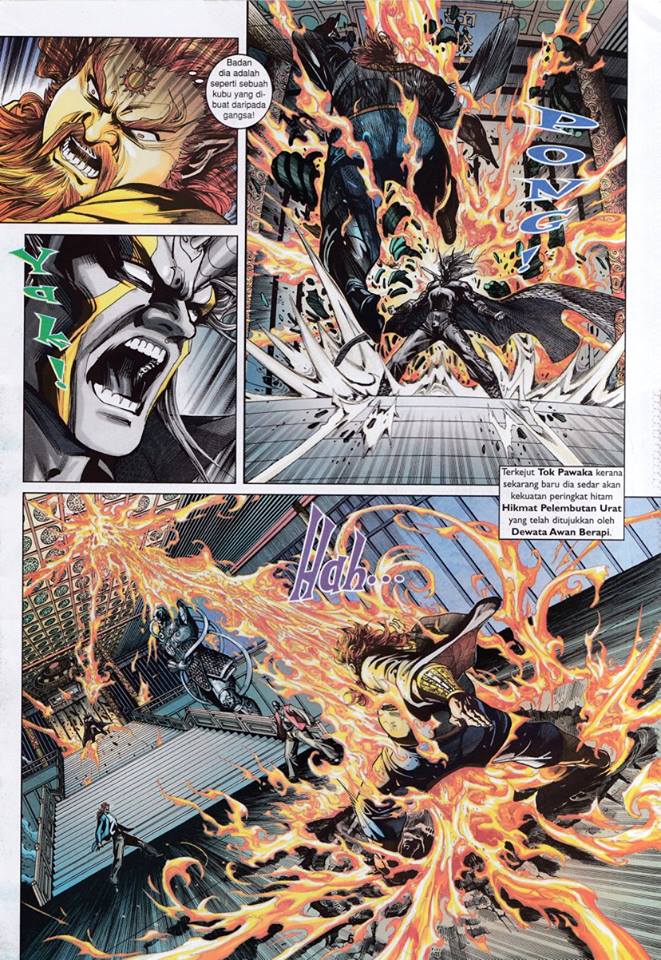 Badan
dia adalah
seperti sebuah
kubu yang di-
buat daripada
gangsa!
BONG!
Yak!
Terkejut Tok Pawaka kerana
sekarang baru dia sedar akan
kekuatan peringkat hitam
Hikmat Pelembutan Urat
yang telah ditujukkan oleh
Dewata Awan Berapi.
Hah...